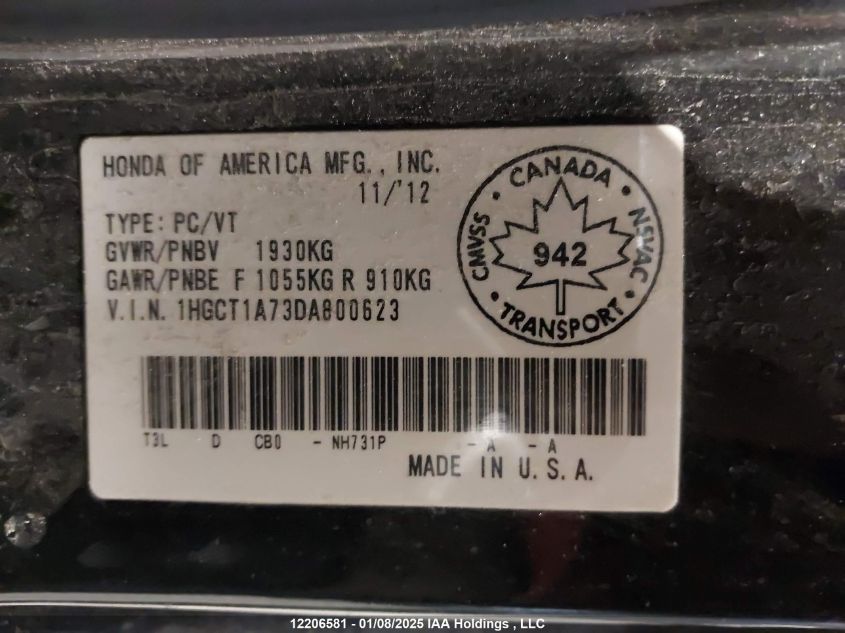 HONDA OF AMERICA MFG., INC.
11/'12
TYPE: PC/VT
GVWR/PNBV 1930KG
GAWR/PNBE F 1055KG R 910KG
V.I.N. 1HGCT1A73DA800623
CANADA
CMVSS
942
NSVAC
TRANSPORT
T3L D CB0 - NH731P - A - A
MADE IN U.S.A.
12206581 - 01/08/2025 IAA Holdings , LLC